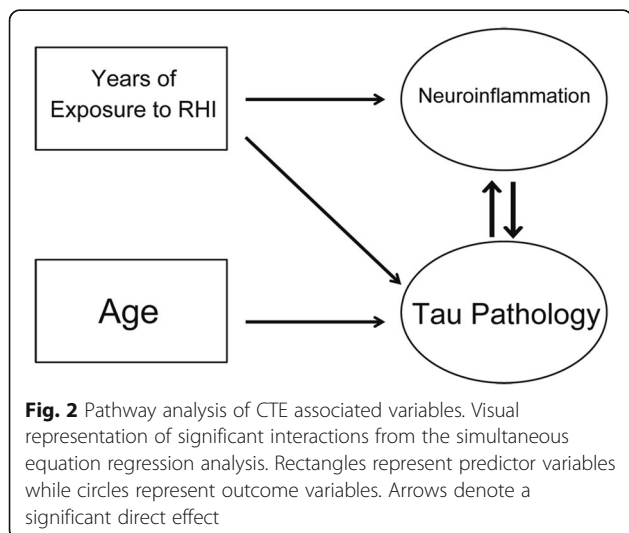 Years of
Exposure to RHI
Neuroinflammation
Age
Tau Pathology
Fig. 2 Pathway analysis of CTE associated variables. Visual
representation of significant interactions from the simultaneous
equation regression analysis. Rectangles represent predictor variables
while circles represent outcome variables. Arrows denote a
significant direct effect